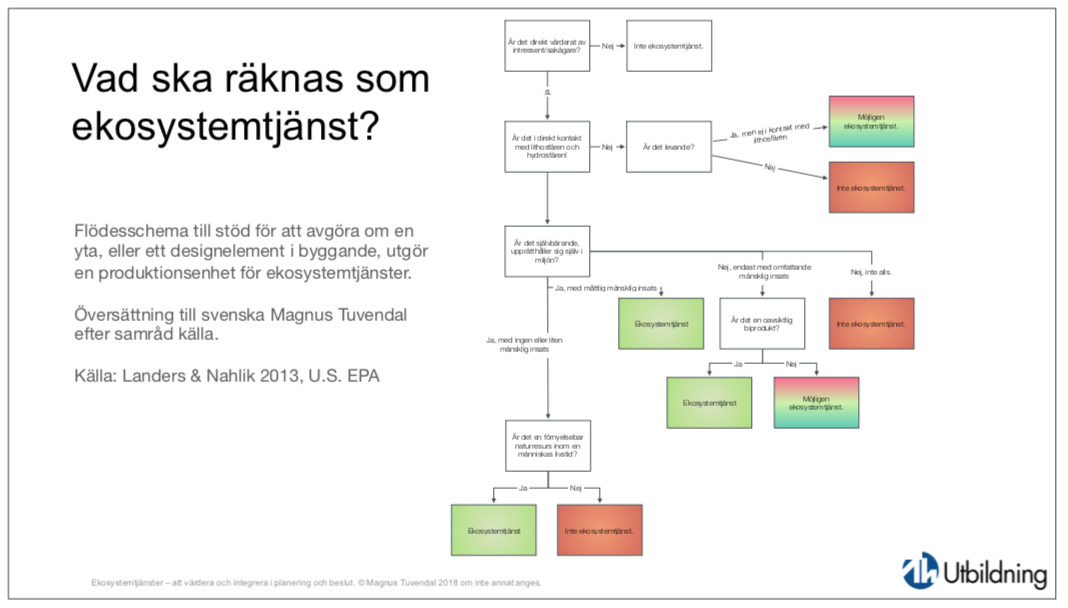 Vad ska räknas som
ekosystemtjänst?
Flödesschema till stöd för att avgöra om en
yta, eller ett designelement i byggande, utgör
en produktionsenhet för ekosystemtjänster.
Översättning till svenska Magnus Tuvendal
efter samråd källa.
Källa: Landers & Nahlik 2013, U.S. EPA
Är det direkt värderat av
intressent/sakägare?
Nej
Inte ekosystemtjänst.
Är det i direkt kontakt
med lithosfären och
hydrosfären!
Nej
Är det levande?
Ja, men ej i kontakt med
lithosfären
Möjligen
ekosystemtjänst.
Nej
Inte ekosystemtjänst.
Är det självbärande,
upprätthåller sig själv i
miljön?
Nej, endast med omfattande
mänsklig insats
Nej, inte alls.
Ja, med måttlig mänsklig insats
Ekosystemtjänst
Är det en oavsiktlig
biprodukt?
Inte ekosystemtjänst.
Ja, med ingen eller liten
mänsklig insats
Ja
Nej
Ekosystemtjänst
Möjligen
ekosystemtjänst.
Är det en förnyelsebar
naturresurs inom en
människas livstid?
Ja
Nej
Ekosystemtjänst
Inte ekosystemtjänst.
Ekosystemtjänster – att värdera och integrera i planering och beslut. © Magnus Tuvendal 2018 om inte annat anges.
Utbildning